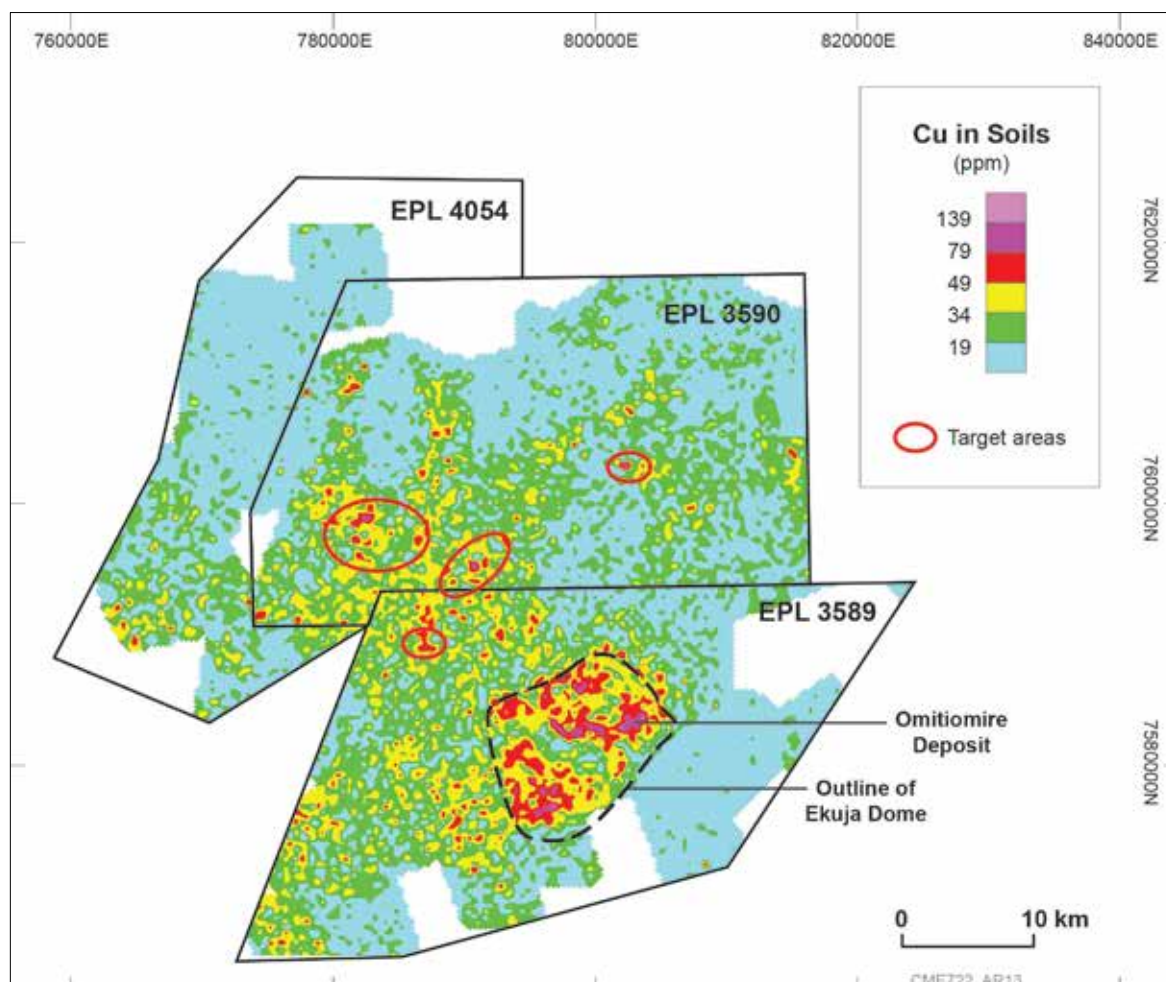 760000E
780000E
800000E
820000E
840000E
Cu in Soils
(ppm)
139
79
49
34
19
Target areas
EPL 4054
EPL 3590
EPL 3589
7620000N
7600000N
7580000N
Omitiomire
Deposit
Outline of
Ekuja Dome
0
10 km